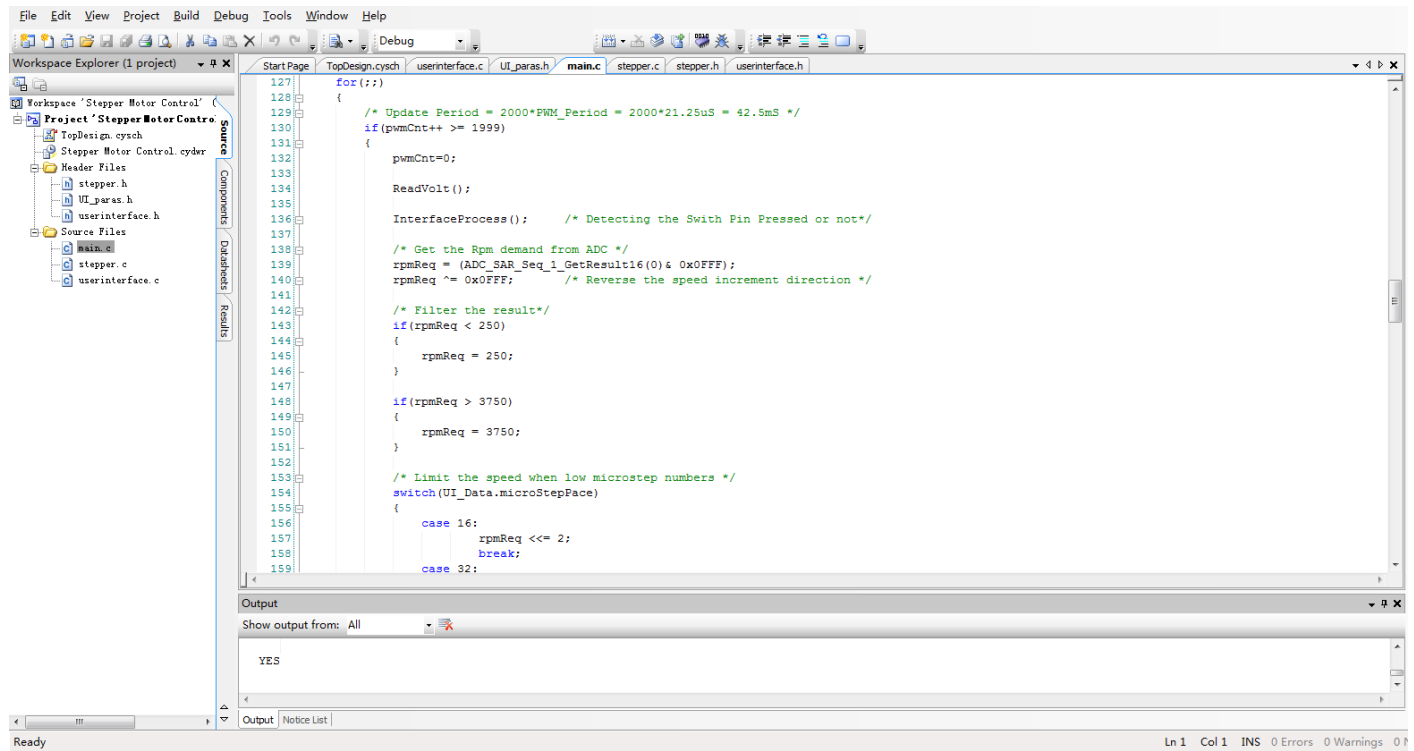 File Edit View Project Build Debug Tools Window Help
Debug
Workspace Explorer (1 project)
Start Page TopDesign.cysch userinterface.c UI_paras.h main.c stepper.c stepper.h userinterface.h
Workspace 'Stepper Motor Control' (
Project 'Stepper Motor Contro
TopDesign.cysch
Stepper Motor Control.cydwr
Header Files
stepper.h
UI_paras.h
userinterface.h
Source Files
main.c
stepper.c
userinterface.c
Source
Components
Datasheets
Results
127 for(;;)
128 {
129 /* Update Period = 2000*PWM_Period = 2000*21.25uS = 42.5mS */
130 if(pwmCnt++ >= 1999)
131 {
132 pwmCnt=0;
133
134 ReadVolt();
135
136 InterfaceProcess(); /* Detecting the Swith Pin Pressed or not*/
137
138 /* Get the Rpm demand from ADC */
139 rpmReq = (ADC_SAR_Seq_1_GetResult16(0)& 0x0FFF);
140 rpmReq ^= 0x0FFF; /* Reverse the speed increment direction */
141
142 /* Filter the result*/
143 if(rpmReq < 250)
144 {
145 rpmReq = 250;
146 }
147
148 if(rpmReq > 3750)
149 {
150 rpmReq = 3750;
151 }
152
153 /* Limit the speed when low microstep numbers */
154 switch(UI_Data.microStepPace)
155 {
156 case 16:
157 rpmReq <<= 2;
158 break;
159 case 32:
Output
Show output from: All
YES
Output Notice List
Ready Ln 1 Col 1 INS 0 Errors 0 Warnings 0 N